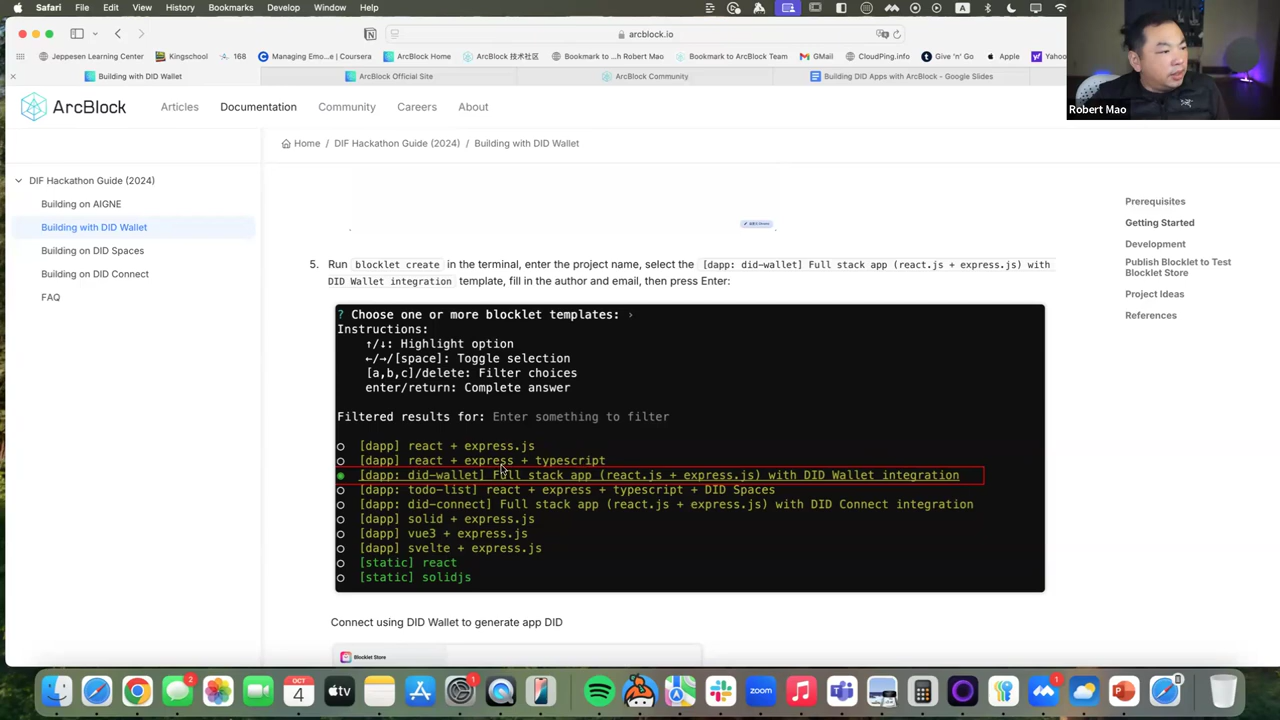 Safari File Edit View History Bookmarks Develop Window Help
A
arcblock.io
Jeppesen Learning Center
Kingschool
168
Managing Emo...| Coursera
ArcBlock Home
ArcBlock 技术社区
Bookmark to...h Robert Mao
Bookmark to ArcBlock Team
GMail
CloudPing.info
Give 'n' Go
Apple
Yahoo
Building with DID Wallet
ArcBlock Official Site
ArcBlock Community
Building DID Apps with ArcBlock - Google Slides
Robert Mao
ArcBlock
Articles Documentation Community Careers About
Home / DIF Hackathon Guide (2024) / Building with DID Wallet
DIF Hackathon Guide (2024)
Building on AIGNE
Building with DID Wallet
Building on DID Spaces
Building on DID Connect
FAQ
5. Run blocklet create in the terminal, enter the project name, select the [dapp: did-wallet] Full stack app (react.js + express.js) with
DID Wallet integration template, fill in the author and email, then press Enter:
? Choose one or more blocklet templates: ›
Instructions:
↑/↓: Highlight option
←/→/[space]: Toggle selection
[a,b,c]/delete: Filter choices
enter/return: Complete answer
Filtered results for: Enter something to filter
[dapp] react + express.js
[dapp] react + express + typescript
[dapp: did-wallet] Full stack app (react.js + express.js) with DID Wallet integration
[dapp: todo-list] react + express + typescript + DID Spaces
[dapp: did-connect] Full stack app (react.js + express.js) with DID Connect integration
[dapp] solid + express.js
[dapp] vue3 + express.js
[dapp] svelte + express.js
[static] react
[static] solidjs
Connect using DID Wallet to generate app DID
Blocklet Store
Prerequisites
Getting Started
Development
Publish Blocklet to Test
Blocklet Store
Project Ideas
References
2
OCT
4
tv
1
zoom
1